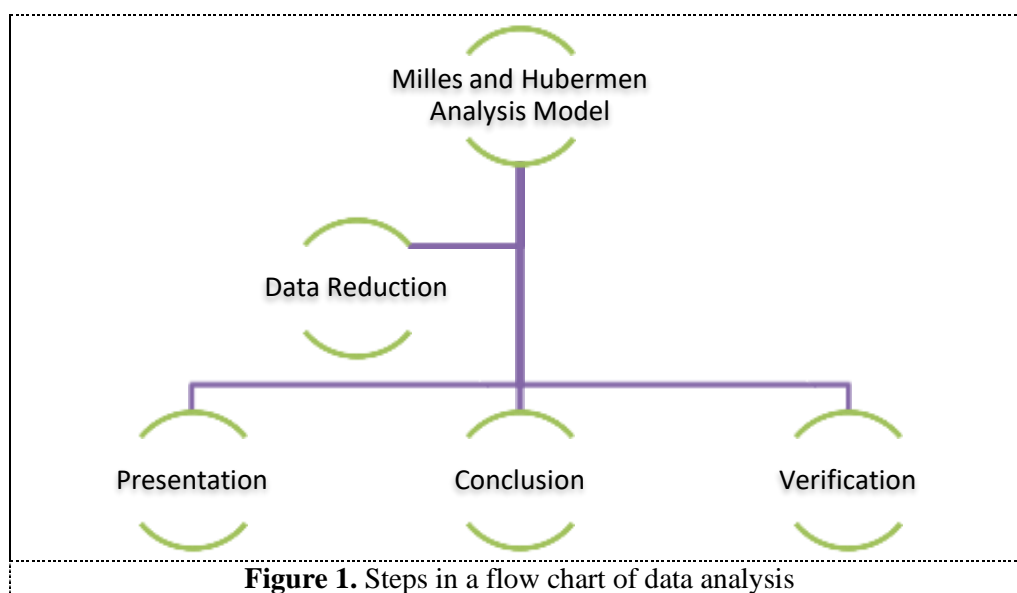 Milles and Hubermen
Analysis Model
Data Reduction
Presentation
Conclusion
Verification
Figure 1. Steps in a flow chart of data analysis